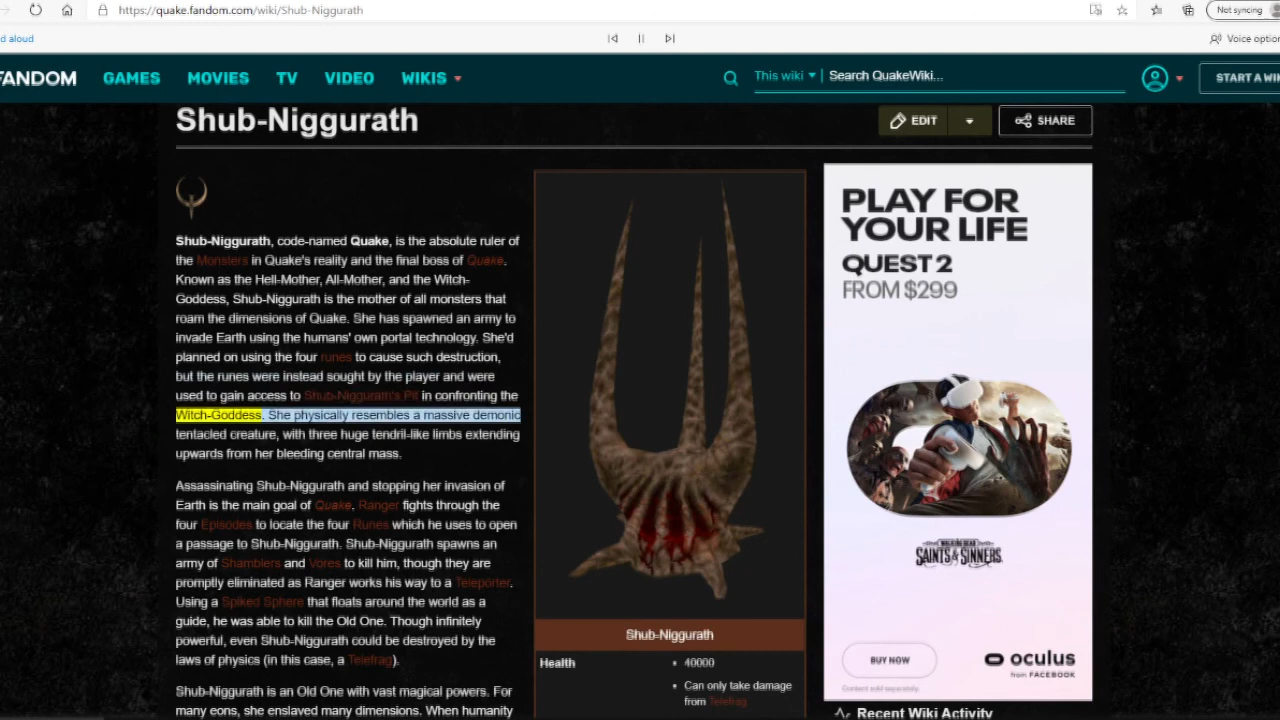 https://quake.fandom.com/wiki/Shub-Niggurath
Not syncing
d aloud
Voice option
FANDOM
GAMES
MOVIES
TV
VIDEO
WIKIS
This wiki
Search QuakeWiki...
START A WIK
Shub-Niggurath
EDIT
SHARE
Shub-Niggurath, code-named Quake, is the absolute ruler of
the Monsters in Quake's reality and the final boss of Quake.
Known as the Hell-Mother, All-Mother, and the Witch-
Goddess, Shub-Niggurath is the mother of all monsters that
roam the dimensions of Quake. She has spawned an army to
invade Earth using the humans' own portal technology. She'd
planned on using the four runes to cause such destruction,
but the runes were instead sought by the player and were
used to gain access to Shub-Niggurath's Pit in confronting the
Witch-Goddess. She physically resembles a massive demonic
tentacled creature, with three huge tendril-like limbs extending
upwards from her bleeding central mass.
Assassinating Shub-Niggurath and stopping her invasion of
Earth is the main goal of Quake. Ranger fights through the
four Episodes to locate the four Runes which he uses to open
a passage to Shub-Niggurath. Shub-Niggurath spawns an
army of Shamblers and Vores to kill him, though they are
promptly eliminated as Ranger works his way to a Teleporter.
Using a Spiked Sphere that floats around the world as a
guide, he was able to kill the Old One. Though infinitely
powerful, even Shub-Niggurath could be destroyed by the
laws of physics (in this case, a Telefrag).
Shub-Niggurath is an Old One with vast magical powers. For
many eons, she enslaved many dimensions. When humanity
Shub-Niggurath
Health
40000
Can only take damage
from Telefrag
PLAY FOR
YOUR LIFE
QUEST 2
FROM $299
WALKING DEAD
SAINTS & SINNERS
BUY NOW
oculus
from FACEBOOK
Content sold separately.
Recent Wiki Activity